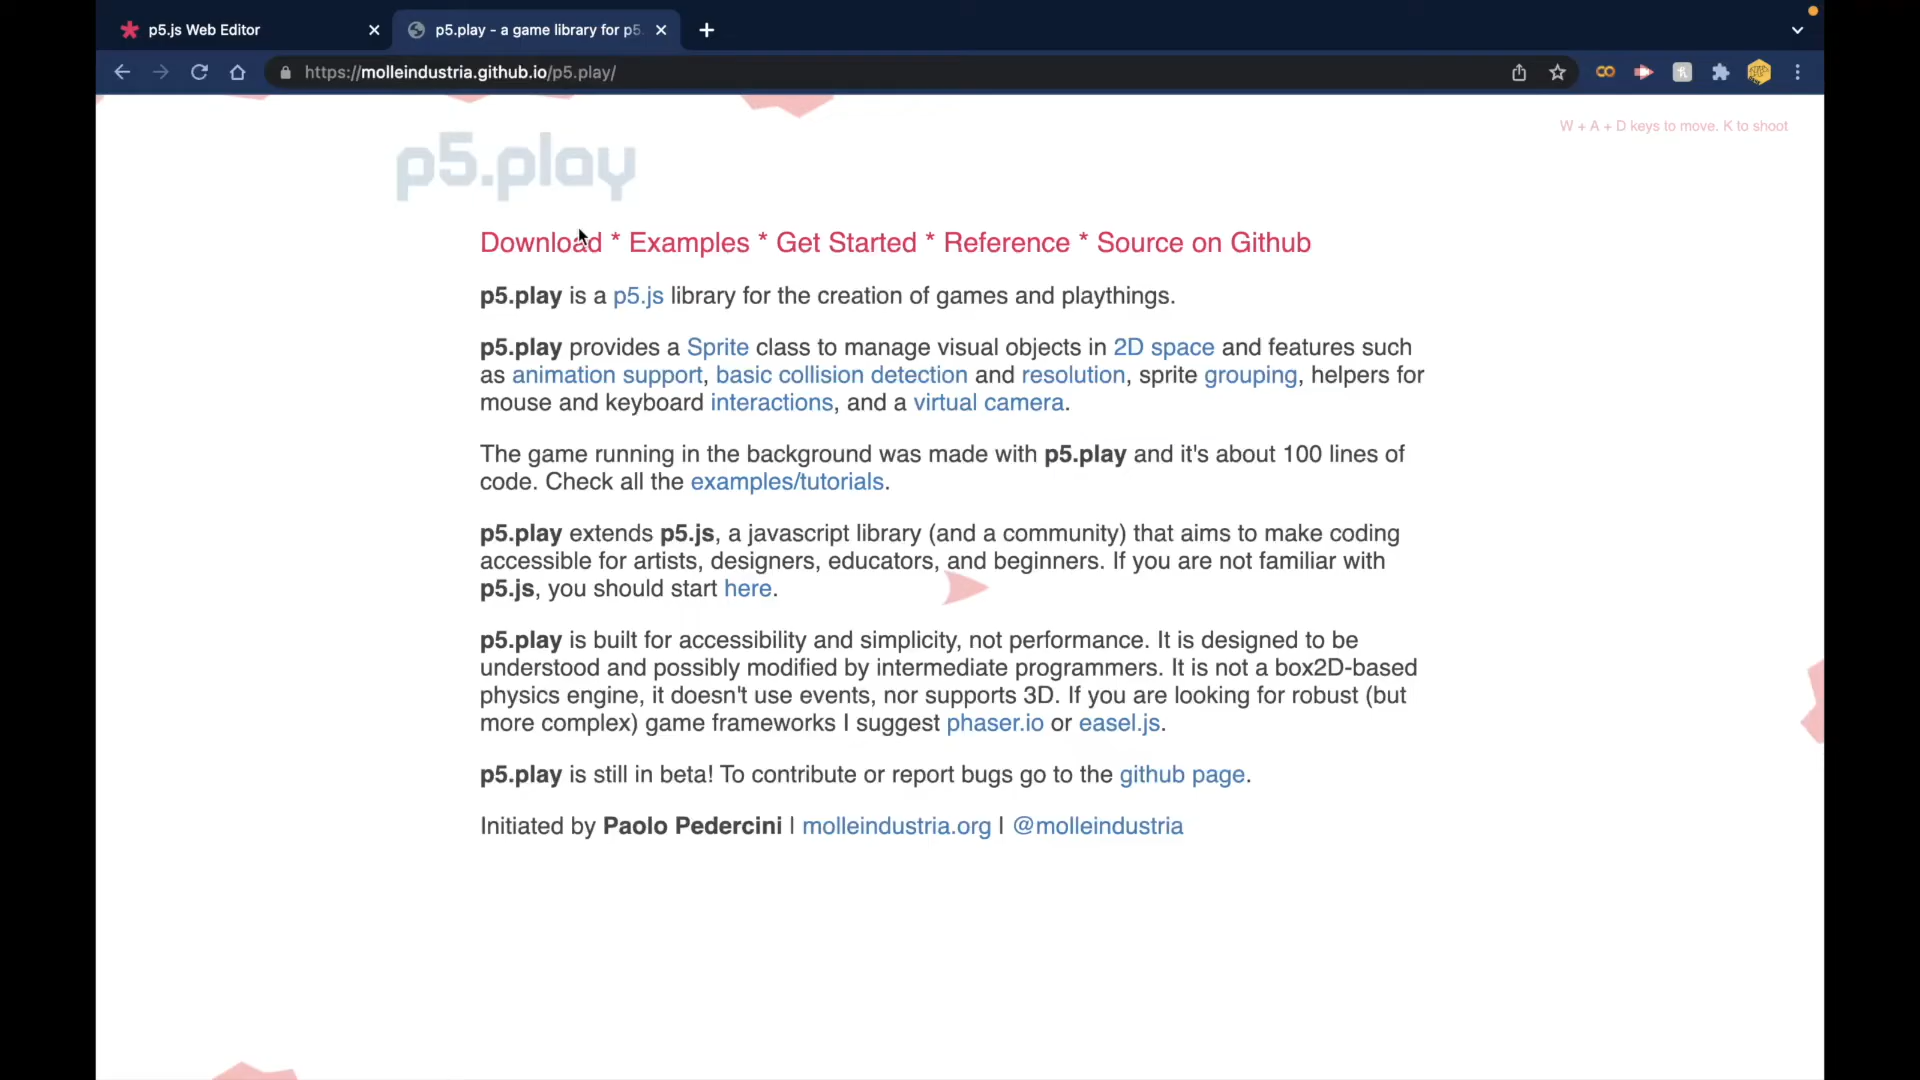 p5.js Web Editor
p5.play - a game library for p5.
https://molleindustria.github.io/p5.play/
W + A + D keys to move. K to shoot
p5.play
Download * Examples * Get Started * Reference * Source on Github
p5.play is a p5.js library for the creation of games and playthings.
p5.play provides a Sprite class to manage visual objects in 2D space and features such
as animation support, basic collision detection and resolution, sprite grouping, helpers for
mouse and keyboard interactions, and a virtual camera.
The game running in the background was made with p5.play and it's about 100 lines of
code. Check all the examples/tutorials.
p5.play extends p5.js, a javascript library (and a community) that aims to make coding
accessible for artists, designers, educators, and beginners. If you are not familiar with
p5.js, you should start here.
p5.play is built for accessibility and simplicity, not performance. It is designed to be
understood and possibly modified by intermediate programmers. It is not a box2D-based
physics engine, it doesn't use events, nor supports 3D. If you are looking for robust (but
more complex) game frameworks I suggest phaser.io or easel.js.
p5.play is still in beta! To contribute or report bugs go to the github page.
Initiated by Paolo Pedercini | molleindustria.org | @molleindustria